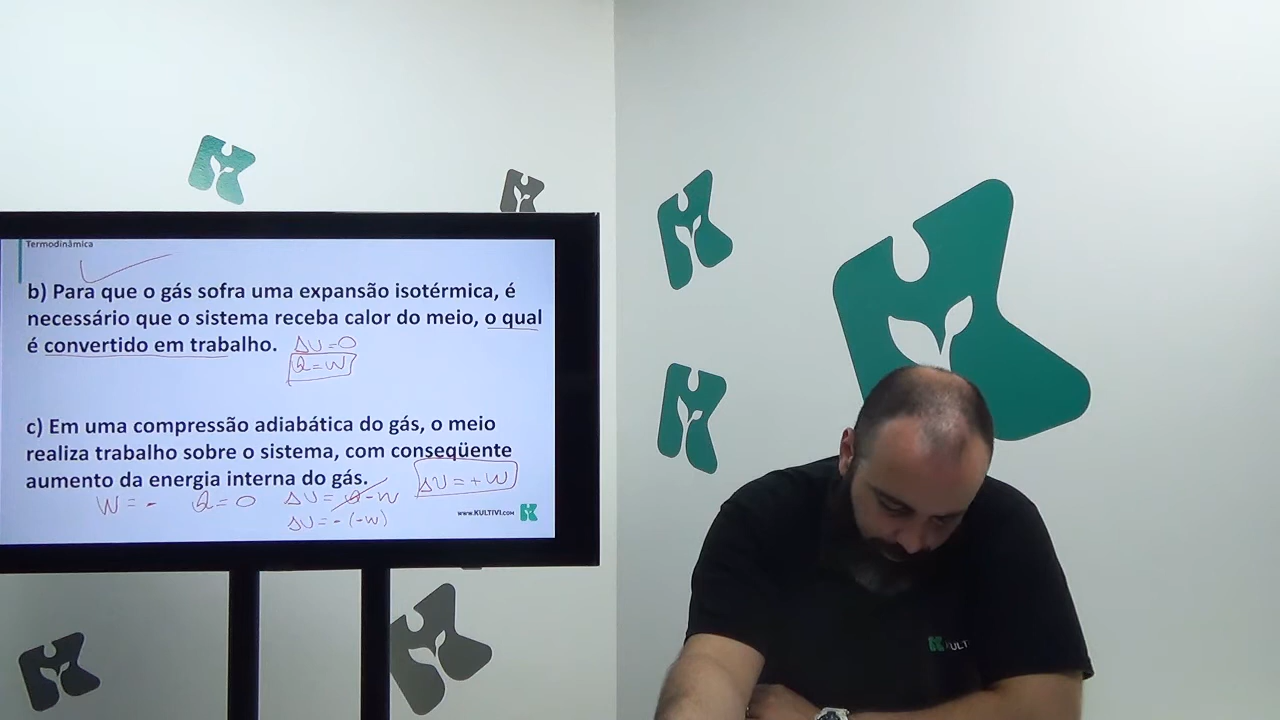 Termodinâmica
b) Para que o gás sofra uma expansão isotérmica, é
necessário que o sistema receba calor do meio, o qual
é convertido em trabalho.
ΔU=0
Q=W
c) Em uma compressão adiabática do gás, o meio
realiza trabalho sobre o sistema, com conseqüente
aumento da energia interna do gás.
ΔU=+W
W = - Q=0 ΔU= Q-W
ΔU=-(-W)
www.KULTIVI.COM
KULTI